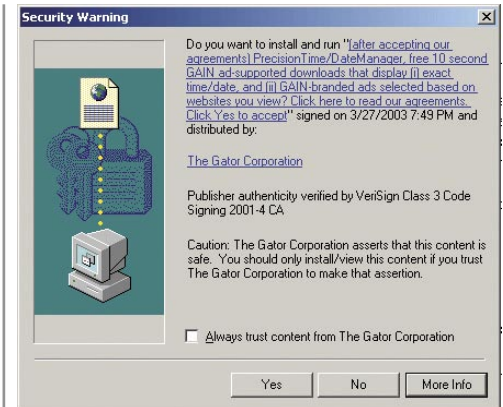 Security Warning
Do you want to install and run "(after accepting our
agreements) PrecisionTime/DateManager, free 10 second
GAIN ad-supported downloads that display (i) exact
time/date, and (ii) GAIN-branded ads selected based on
websites you view? Click here to read our agreements.
Click Yes to accept" signed on 3/27/2003 7:49 PM and
distributed by:
The Gator Corporation
Publisher authenticity verified by VeriSign Class 3 Code
Signing 2001-4 CA
Caution: The Gator Corporation asserts that this content is
safe. You should only install/view this content if you trust
The Gator Corporation to make that assertion.
Always trust content from The Gator Corporation
Yes No More Info